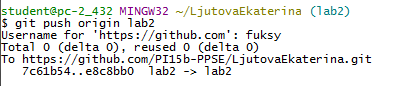 student@pc-2_432 MINGW32 ~/LjutovaEkaterina (lab2)
$ git push origin lab2
Username for 'https://github.com': fuksy
Total 0 (delta 0), reused 0 (delta 0)
To https://github.com/PI15b-PPSE/LjutovaEkaterina.git
   7c61b54..e8c8bb0  lab2 -> lab2